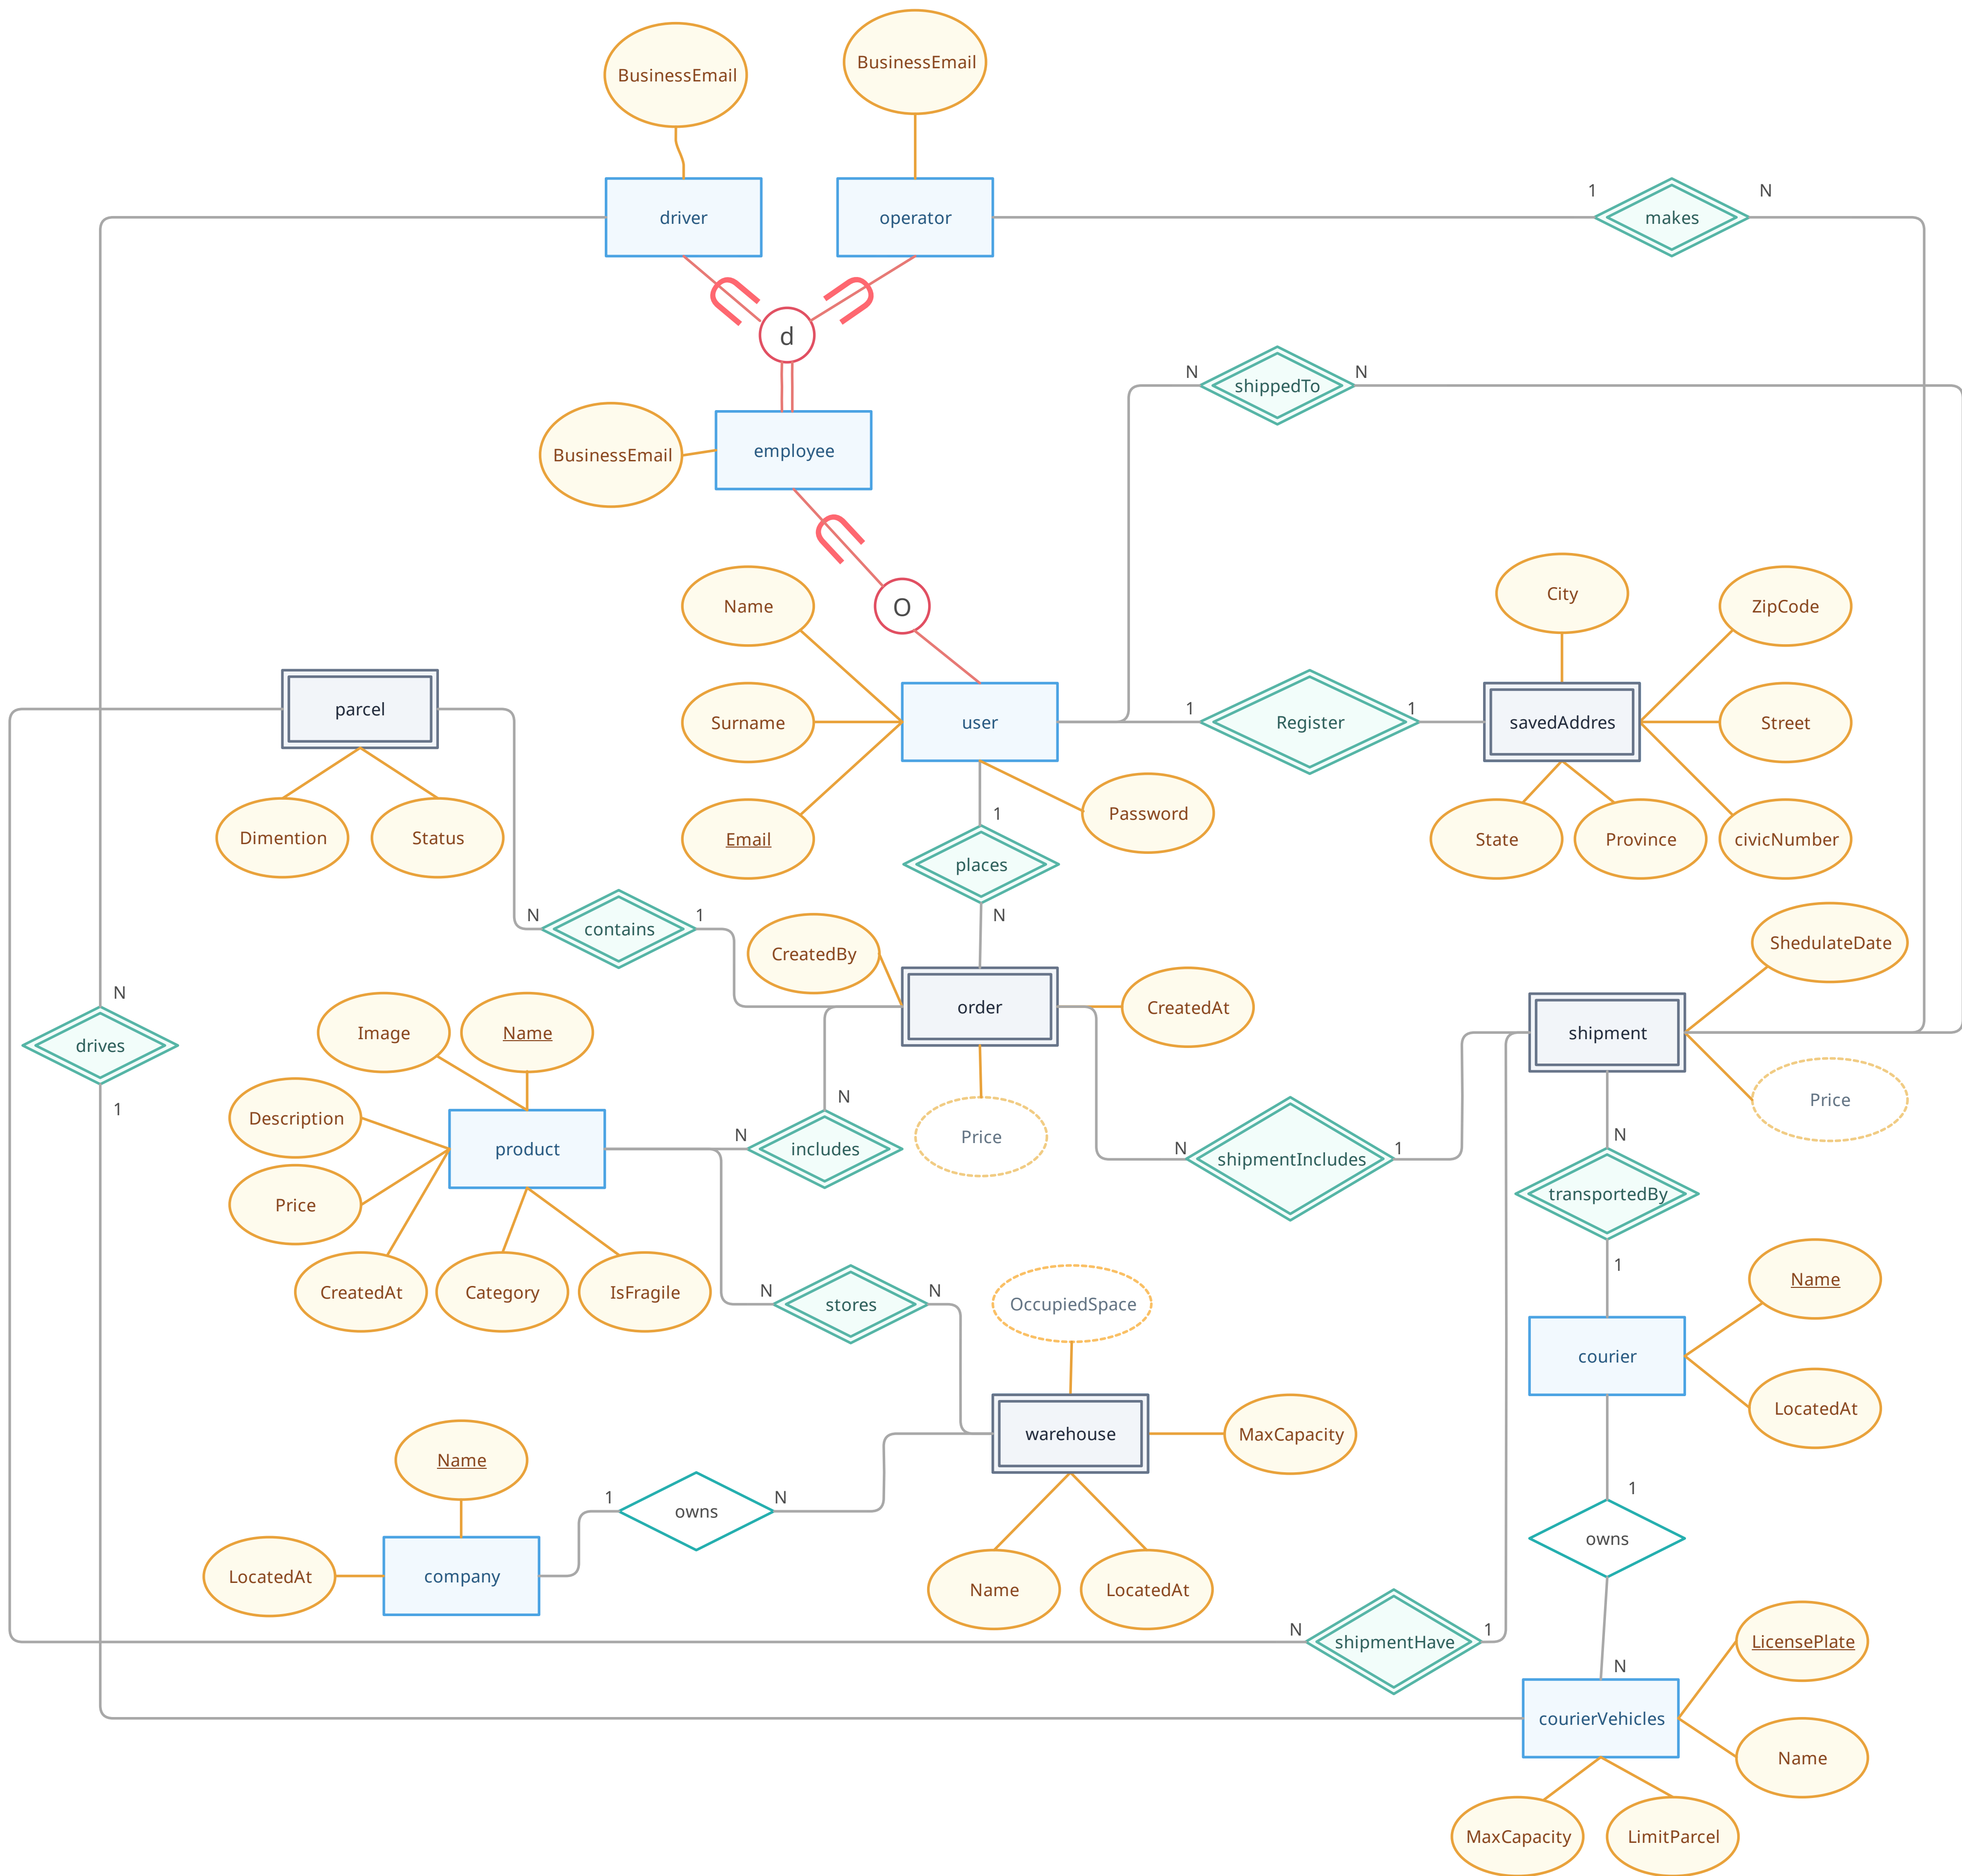 BusinessEmail
BusinessEmail
driver
operator
1
makes
N
d
N
shippedTo
N
BusinessEmail
employee
O
Name
City
ZipCode
parcel
Surname
user
1
Register
1
savedAddres
Street
Dimention
Status
Email
1
Password
State
Province
civicNumber
places
N
contains
1
N
CreatedBy
ShedulateDate
N
order
CreatedAt
drives
Image
Name
shipment
1
Description
N
Price
product
N
includes
Price
N
shipmentIncludes
1
N
transportedBy
Price
CreatedAt
Category
IsFragile
N
stores
N
OccupiedSpace
1
Name
courier
LocatedAt
warehouse
MaxCapacity
Name
1
owns
N
1
owns
LocatedAt
company
Name
LocatedAt
N
shipmentHave
1
N
LicensePlate
courierVehicles
Name
MaxCapacity
LimitParcel